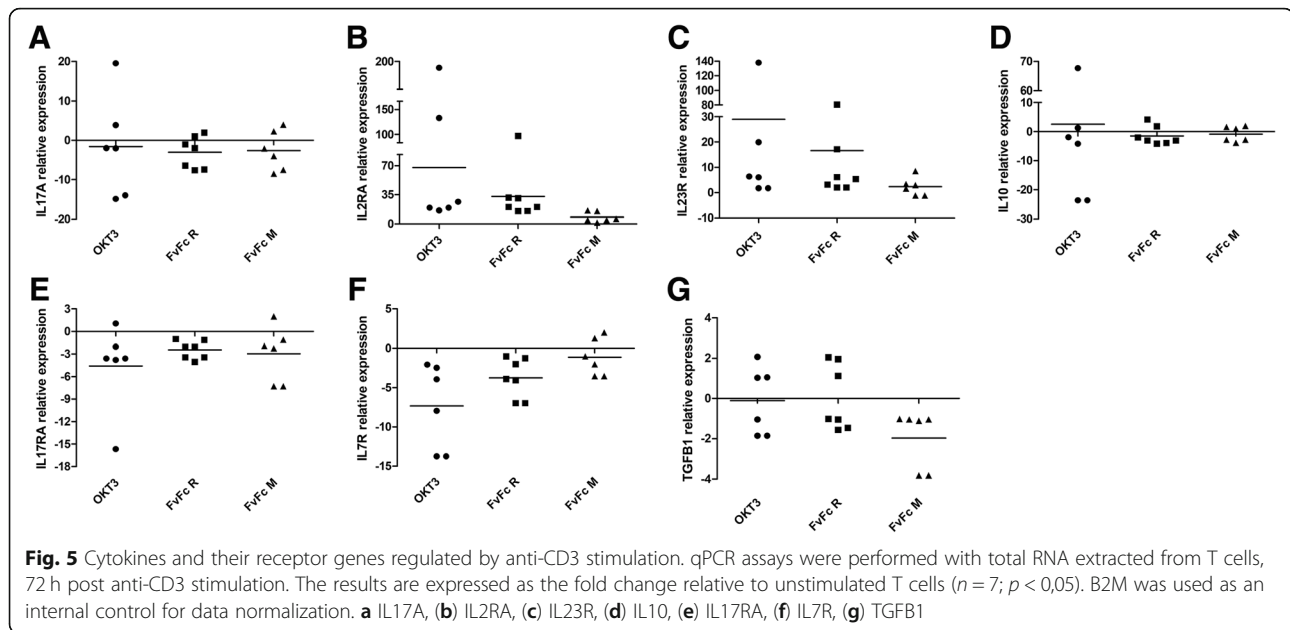 A
IL17A relative expression
20
10
0
-10
-20
OKT3
FvFc R
FvFc M
B
IL2RA relative expression
200
150
100
70
35
0
OKT3
FvFc R
FvFc M
C
IL23R relative expression
140
120
100
80
30
20
10
0
-10
OKT3
FvFc R
FvFc M
D
IL10 relative expression
70
60
10
0
-10
-20
-30
OKT3
FvFc R
FvFc M
E
IL17RA relative expression
3
0
-3
-6
-9
-12
-15
-18
OKT3
FvFc R
FvFc M
F
IL7R relative expression
5
0
-5
-10
-15
OKT3
FvFc R
FvFc M
G
TGFB1 relative expression
4
2
0
-2
-4
OKT3
FvFc R
FvFc M
Fig. 5 Cytokines and their receptor genes regulated by anti-CD3 stimulation. qPCR assays were performed with total RNA extracted from T cells,
72 h post anti-CD3 stimulation. The results are expressed as the fold change relative to unstimulated T cells (n = 7; p < 0,05). B2M was used as an
internal control for data normalization. a IL17A, (b) IL2RA, (c) IL23R, (d) IL10, (e) IL17RA, (f) IL7R, (g) TGFB1